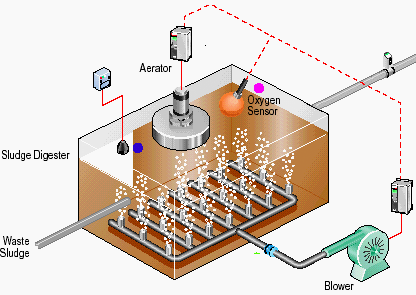 Aerator
Oxygen
Sensor
Sludge Digester
Waste
Sludge
Blower